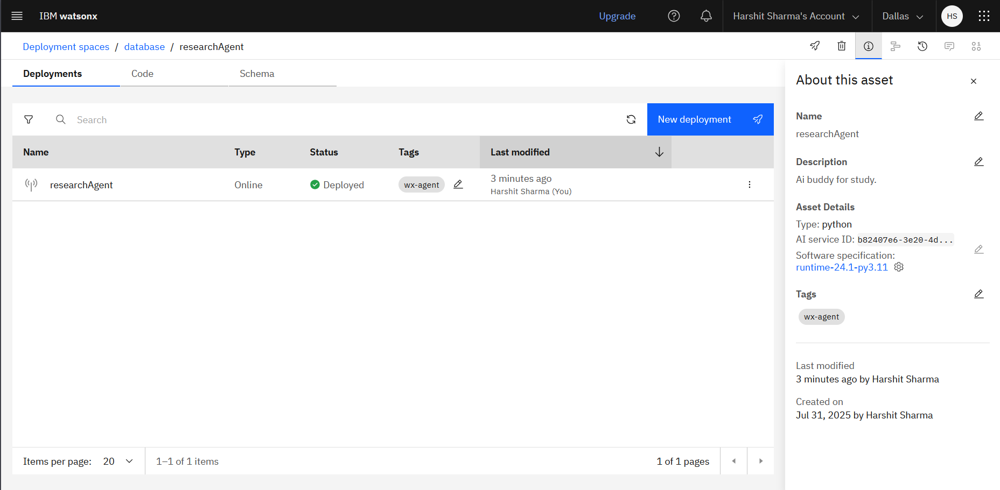 IBM watsonx
Upgrade
Harshit Sharma's Account
Dallas
HS
Deployment spaces / database / researchAgent
Deployments
Code
Schema
Search
New deployment
Name
Type
Status
Tags
Last modified
researchAgent
Online
Deployed
wx-agent
3 minutes ago
Harshit Sharma (You)
Items per page: 20
1–1 of 1 items
1 of 1 pages
About this asset
Name
researchAgent
Description
Ai buddy for study.
Asset Details
Type: python
AI service ID: b82407e6-3e20-4d...
Software specification:
runtime-24.1-py3.11
Tags
wx-agent
Last modified
3 minutes ago by Harshit Sharma
Created on
Jul 31, 2025 by Harshit Sharma